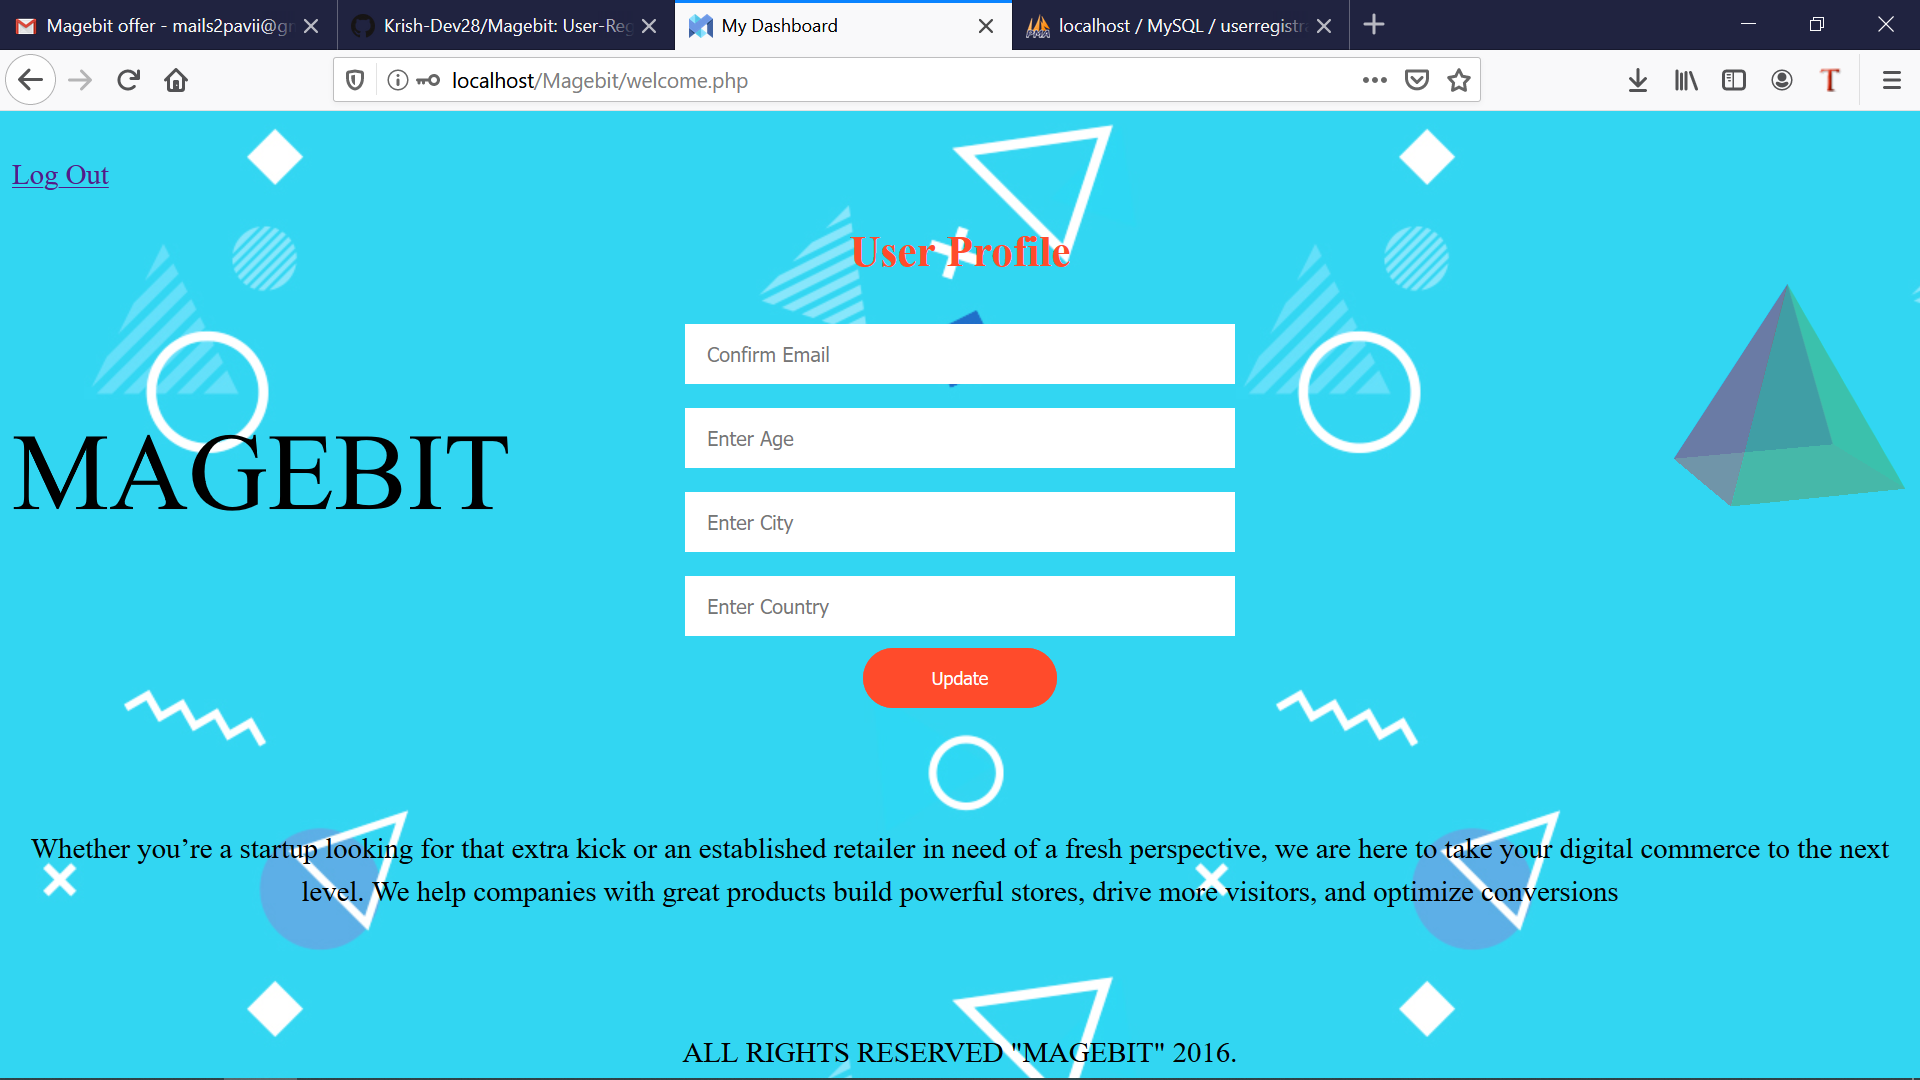 Magebit offer - mails2pavii@g
Krish-Dev28/Magebit: User-Reg
My Dashboard
localhost / MySQL / userregistra
localhost/Magebit/welcome.php
T
Log Out
User Profile
Confirm Email
Enter Age
Enter City
Enter Country
MAGEBIT
Update
Whether you’re a startup looking for that extra kick or an established retailer in need of a fresh perspective, we are here to take your digital commerce to the next
level. We help companies with great products build powerful stores, drive more visitors, and optimize conversions
ALL RIGHTS RESERVED "MAGEBIT" 2016.